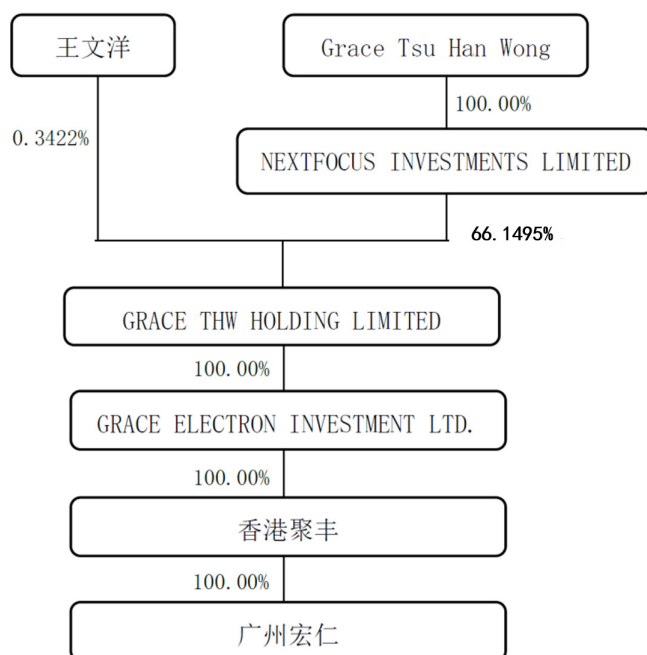 王文洋
Grace Tsu Han Wong
100.00%
0.3422%
NEXTFOCUS INVESTMENTS LIMITED
66.1495%
GRACE THW HOLDING LIMITED
100.00%
GRACE ELECTRON INVESTMENT LTD.
100.00%
香港聚丰
100.00%
广州宏仁